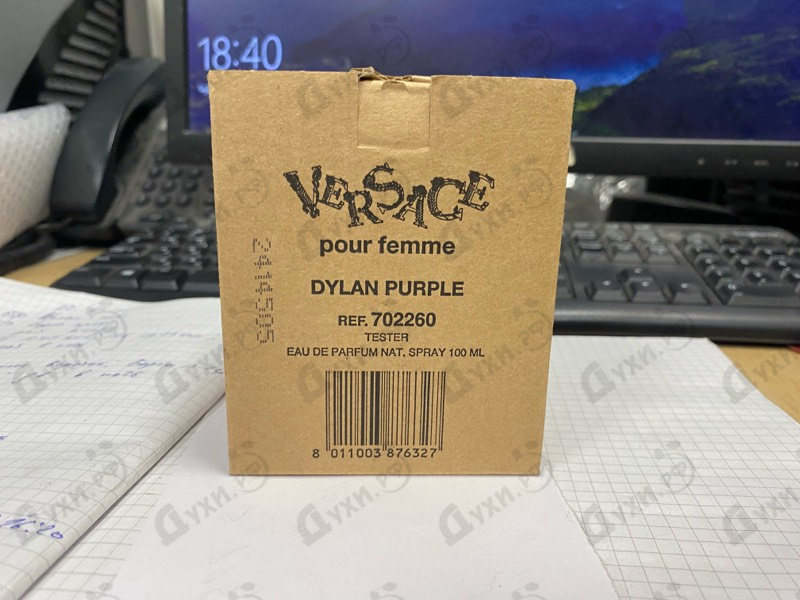 18:40
VERSACE
pour femme
DYLAN PURPLE
REF. 702260
TESTER
EAU DE PARFUM NAT. SPRAY 100 ML
8 011003 876327
Духи.рф